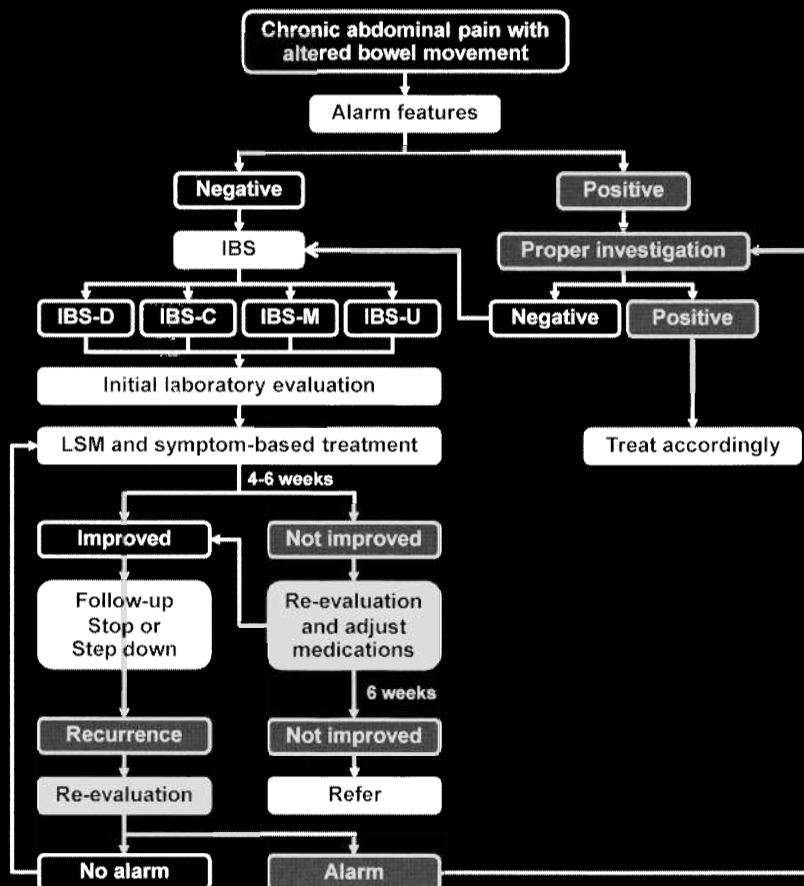 Chronic abdominal pain with
altered bowel movement
Alarm features
Negative
Positive
IBS
Proper investigation
IBS-D
IBS-C
IBS-M
IBS-U
Negative
Positive
Initial laboratory evaluation
LSM and symptom-based treatment
Treat accordingly
4-6 weeks
Improved
Not improved
Follow-up
Stop or
Step down
Re-evaluation
and adjust
medications
6 weeks
Recurrence
Not improved
Re-evaluation
Refer
No alarm
Alarm